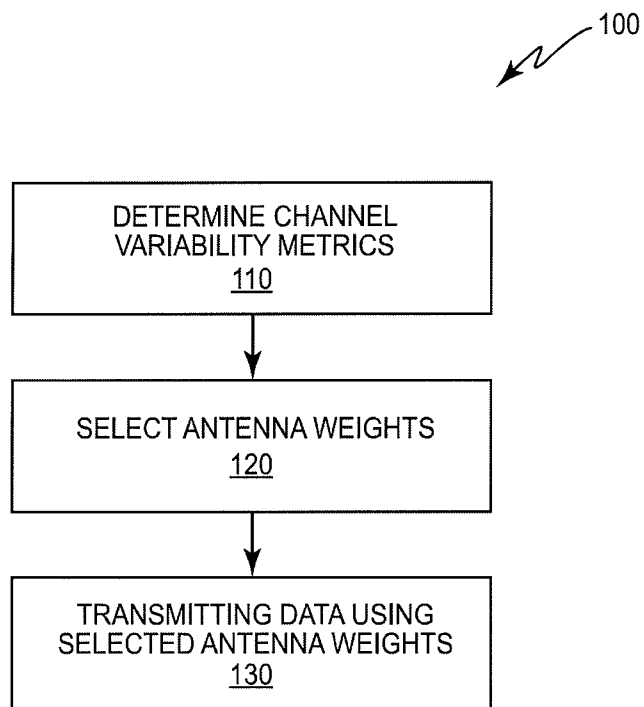 100
DETERMINE CHANNEL
VARIABILITY METRICS
110
SELECT ANTENNA WEIGHTS
120
TRANSMITTING DATA USING
SELECTED ANTENNA WEIGHTS
130